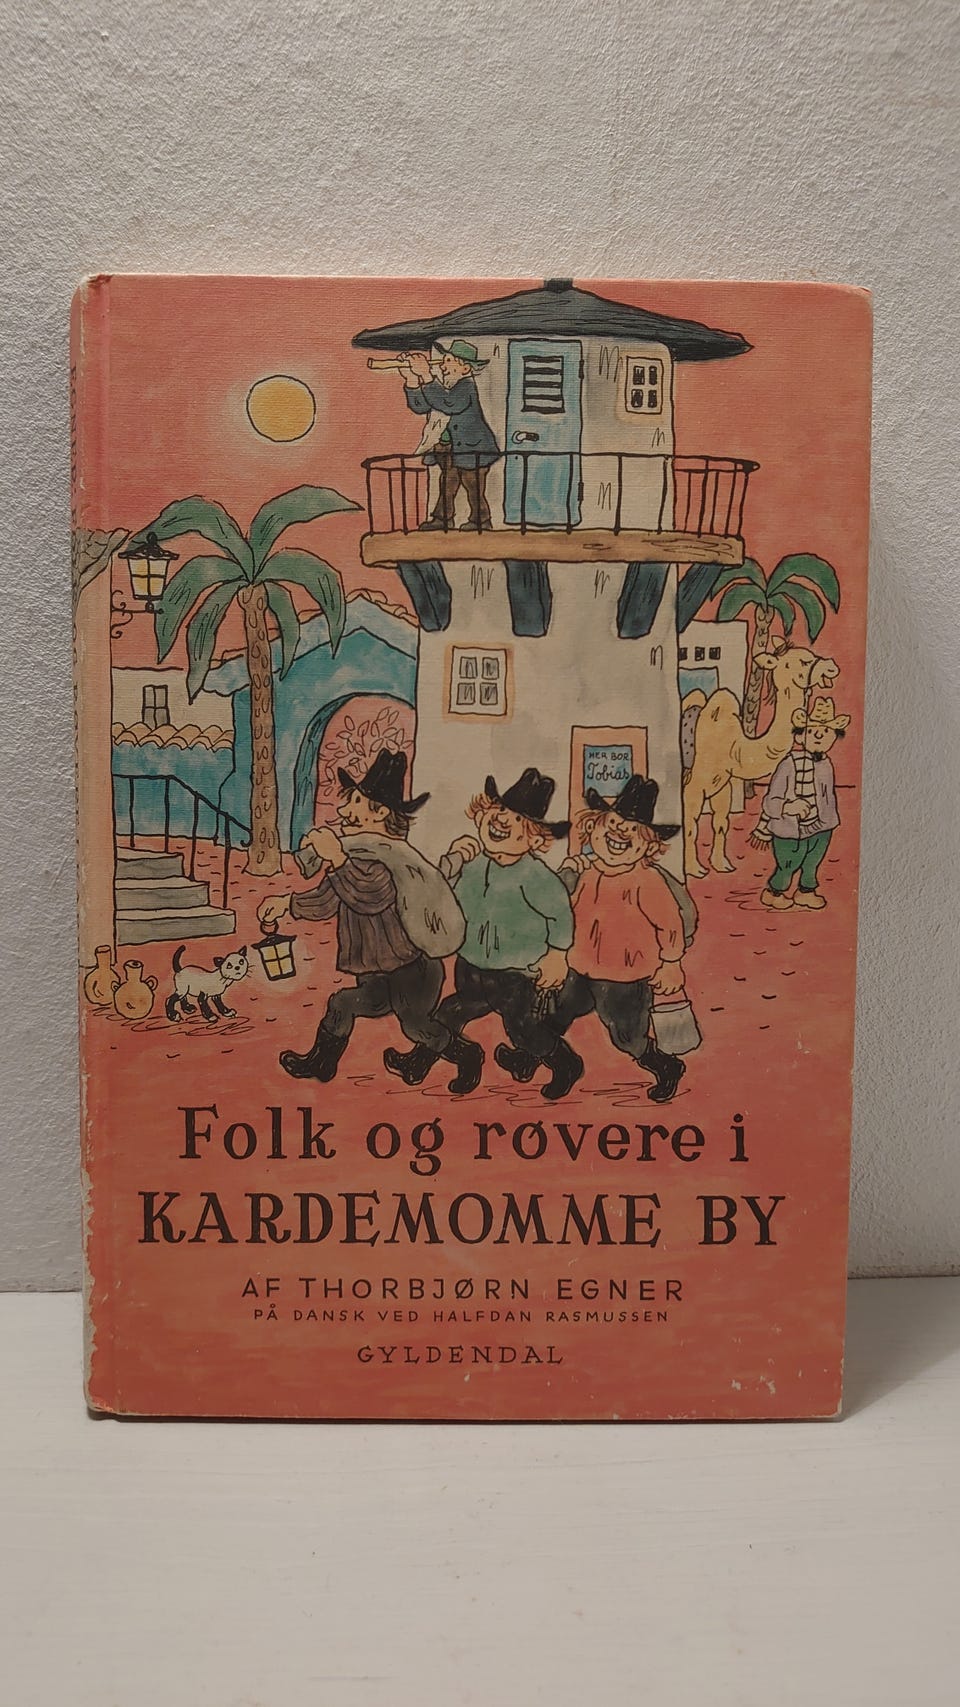 HER BOR
Tobias
Folk og røvere i
KARDEMOMME BY
AF THORBJØRN EGNER
PÅ DANSK VED HALFDAN RASMUSSEN
GYLDENDAL